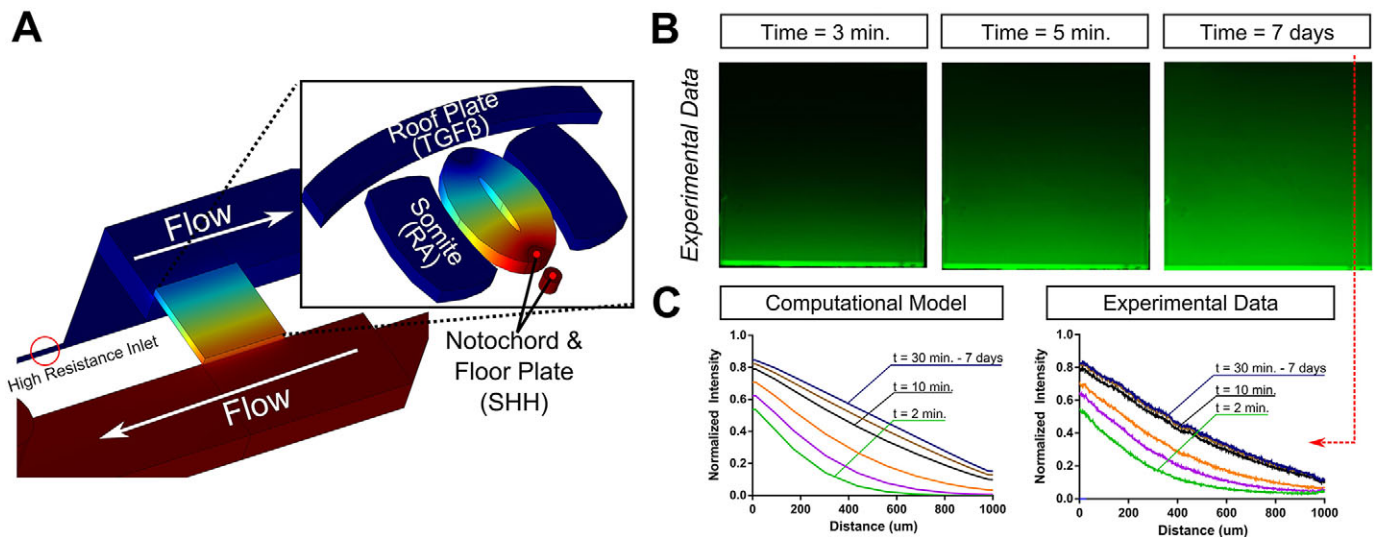 A
Flow
Roof Plate
(TGFβ)
Somite
(RA)
High Resistance Inlet
Flow
Notochord &
Floor Plate
(SHH)
B
Time = 3 min.
Time = 5 min.
Time = 7 days
Experimental Data
C
Computational Model
Normalized Intensity
1.0
0.8
0.6
0.4
0.2
0.0
t = 30 min. - 7 days
t = 10 min.
t = 2 min.
0
200
400
600
800
1000
Distance (um)
Experimental Data
Normalized Intensity
1.0
0.8
0.6
0.4
0.2
0.0
t = 30 min. - 7 days
t = 10 min.
t = 2 min.
0
200
400
600
800
1000
Distance (um)